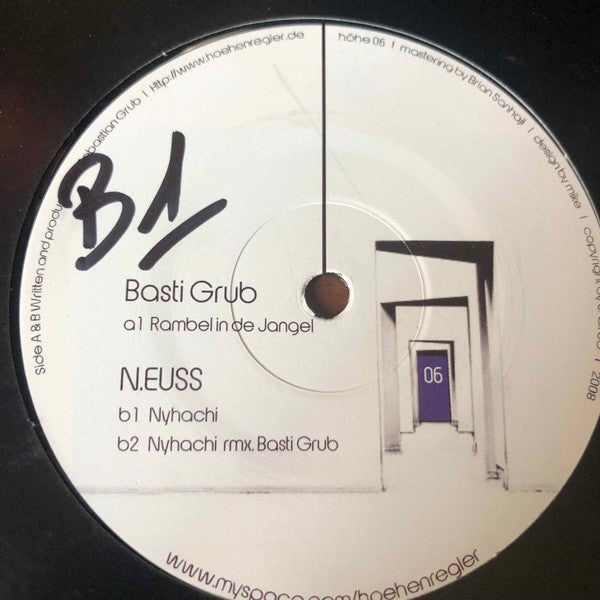 B1
Side A & B Written and produ bastian Grub | Http://www.hoehenregler.de
höhe 06 | mastering by Brian Sanhaji | design by mike | copyright 2008
Basti Grub
a1 Rambel in de Jangel
N.EUSS
b1 Nyhachi
b2 Nyhachi rmx. Basti Grub
06
www.myspace.com/hoehenregler